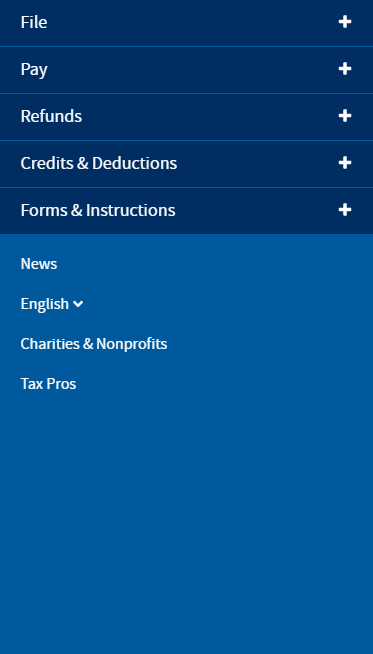 File
Pay
Refunds
Credits & Deductions
Forms & Instructions
News
English
Charities & Nonprofits
Tax Pros